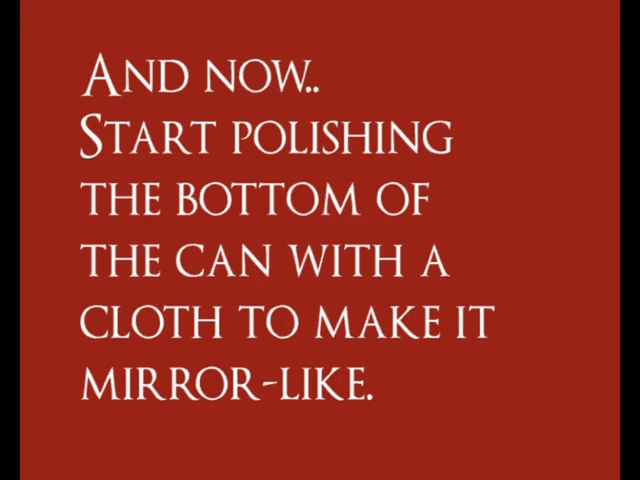 And now..
Start polishing
the bottom of
the can with a
cloth to make it
mirror-like.